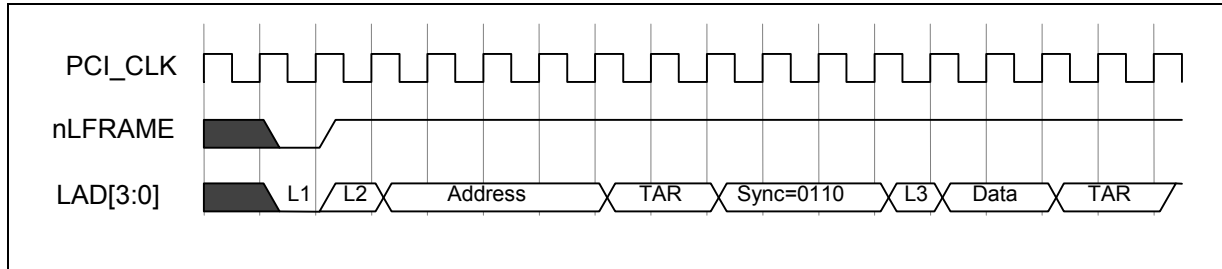 PCI_CLK
nLFRAME
LAD[3:0] L1 L2 Address TAR Sync=0110 L3 Data TAR